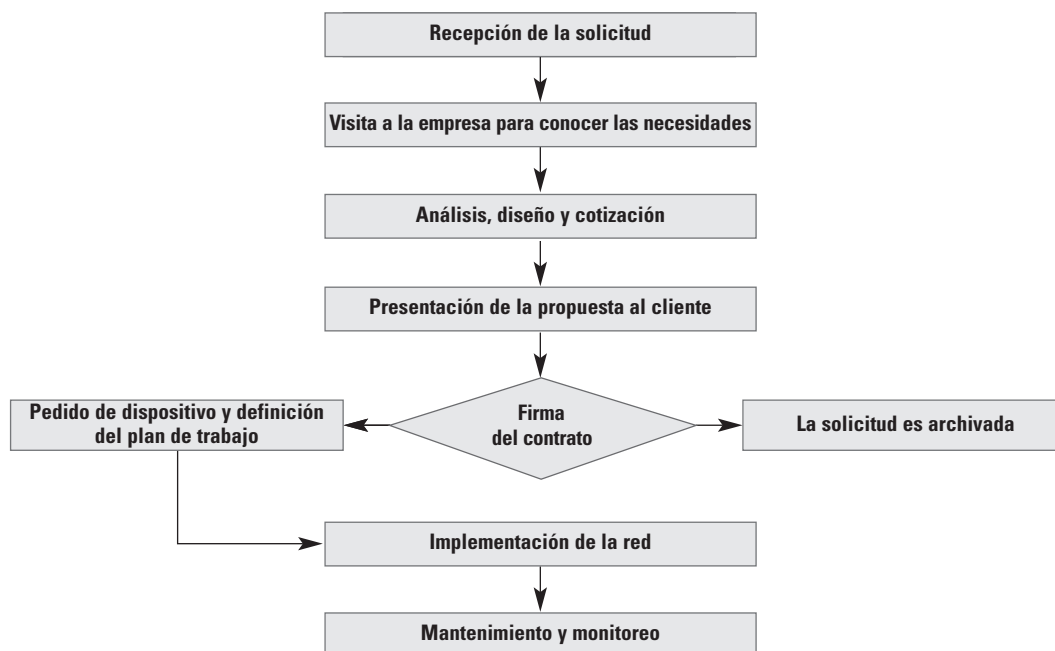 Recepción de la solicitud
Visita a la empresa para conocer las necesidades
Análisis, diseño y cotización
Presentación de la propuesta al cliente
Pedido de dispositivo y definición
del plan de trabajo
Firma
del contrato
La solicitud es archivada
Implementación de la red
Mantenimiento y monitoreo